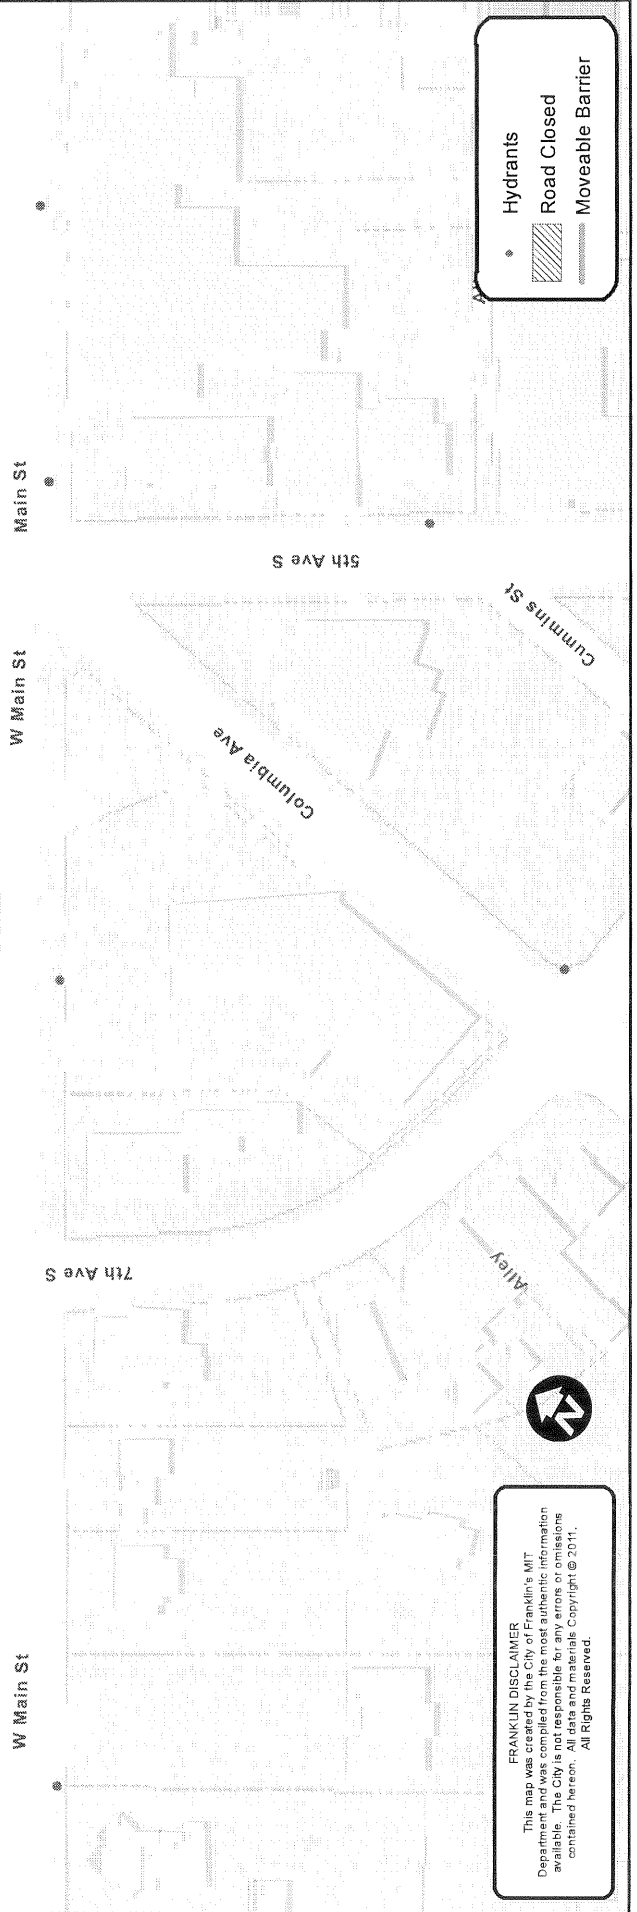 W Main St
W Main St
Main St
7th Ave S
Columbia Ave
5th Ave S
Alley
Cummins St
N
Hydrants
Road Closed
Moveable Barrier
FRANKLIN DISCLAIMER
This map was created by the City of Franklin's MIT
Department and was compiled from the most authentic information
available. The City is not responsible for any errors or omissions
contained hereon. All data and materials Copyright © 2011.
All Rights Reserved.